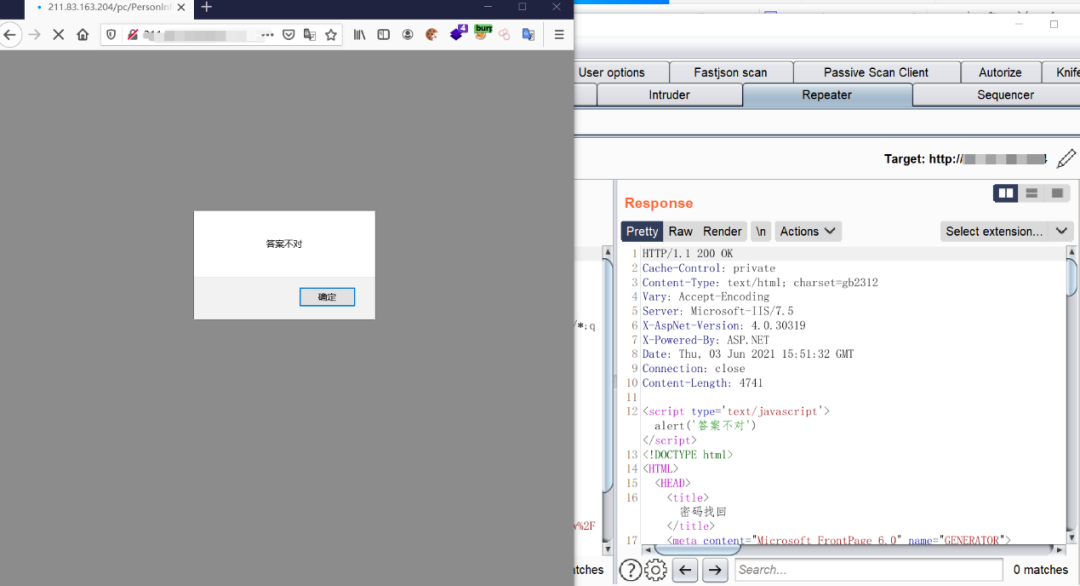 211.83.163.204/pc/PersonInf
答案不对
确定
User options
Fastjson scan
Passive Scan Client
Autorize
Knife
Intruder
Repeater
Sequencer
Target: http://
Response
Pretty
Raw
Render
\n
Actions
Select extension...
1 HTTP/1.1 200 OK
2 Cache-Control: private
3 Content-Type: text/html; charset=gb2312
4 Vary: Accept-Encoding
5 Server: Microsoft-IIS/7.5
6 X-AspNet-Version: 4.0.30319
7 X-Powered-By: ASP.NET
8 Date: Thu, 03 Jun 2021 15:51:32 GMT
9 Connection: close
10 Content-Length: 4741
11
12 <script type='text/javascript'>
alert('答案不对')
</script>
13 <!DOCTYPE html>
14 <HTML>
15 <HEAD>
16 <title>
密码找回
</title>
17 <meta content="Microsoft FrontPage 6.0" name="GENERATOR">
/*;q
%2F
tches
Search...
0 matches